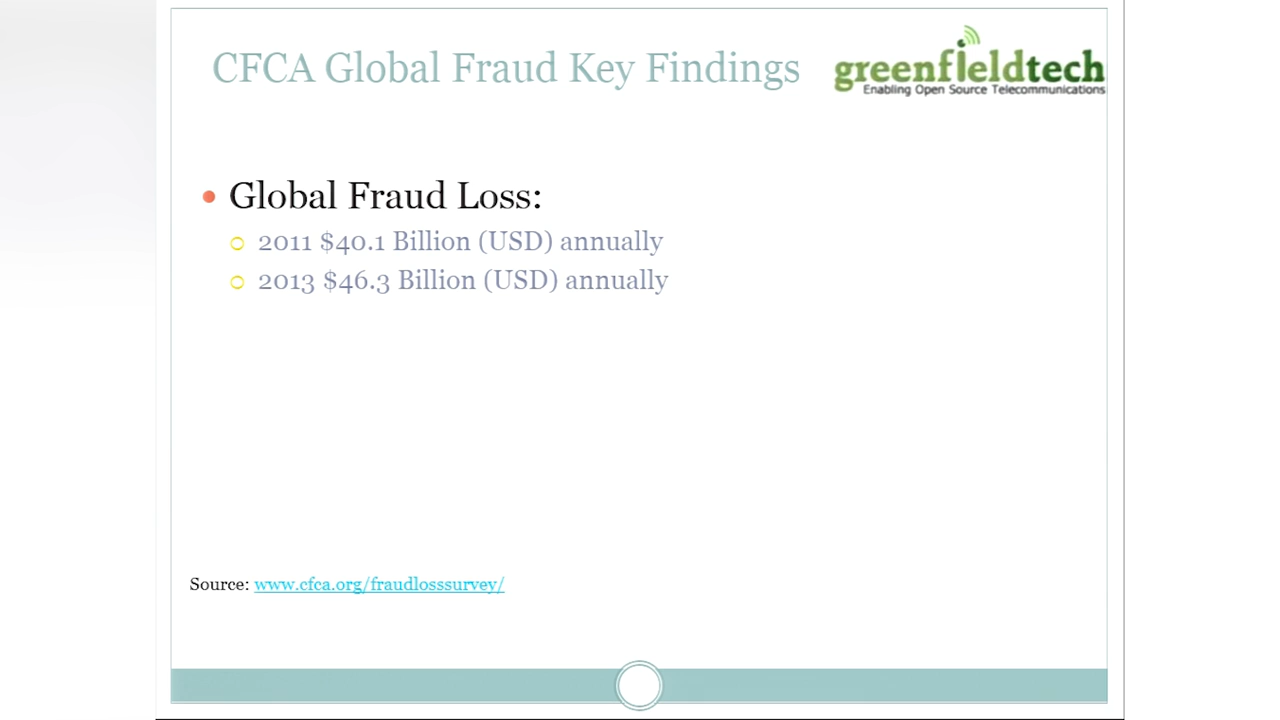 CFCA Global Fraud Key Findings
greenfieldtech
Enabling Open Source Telecommunications
Global Fraud Loss:
2011 $40.1 Billion (USD) annually
2013 $46.3 Billion (USD) annually
Source: www.cfca.org/fraudlosssurvey/